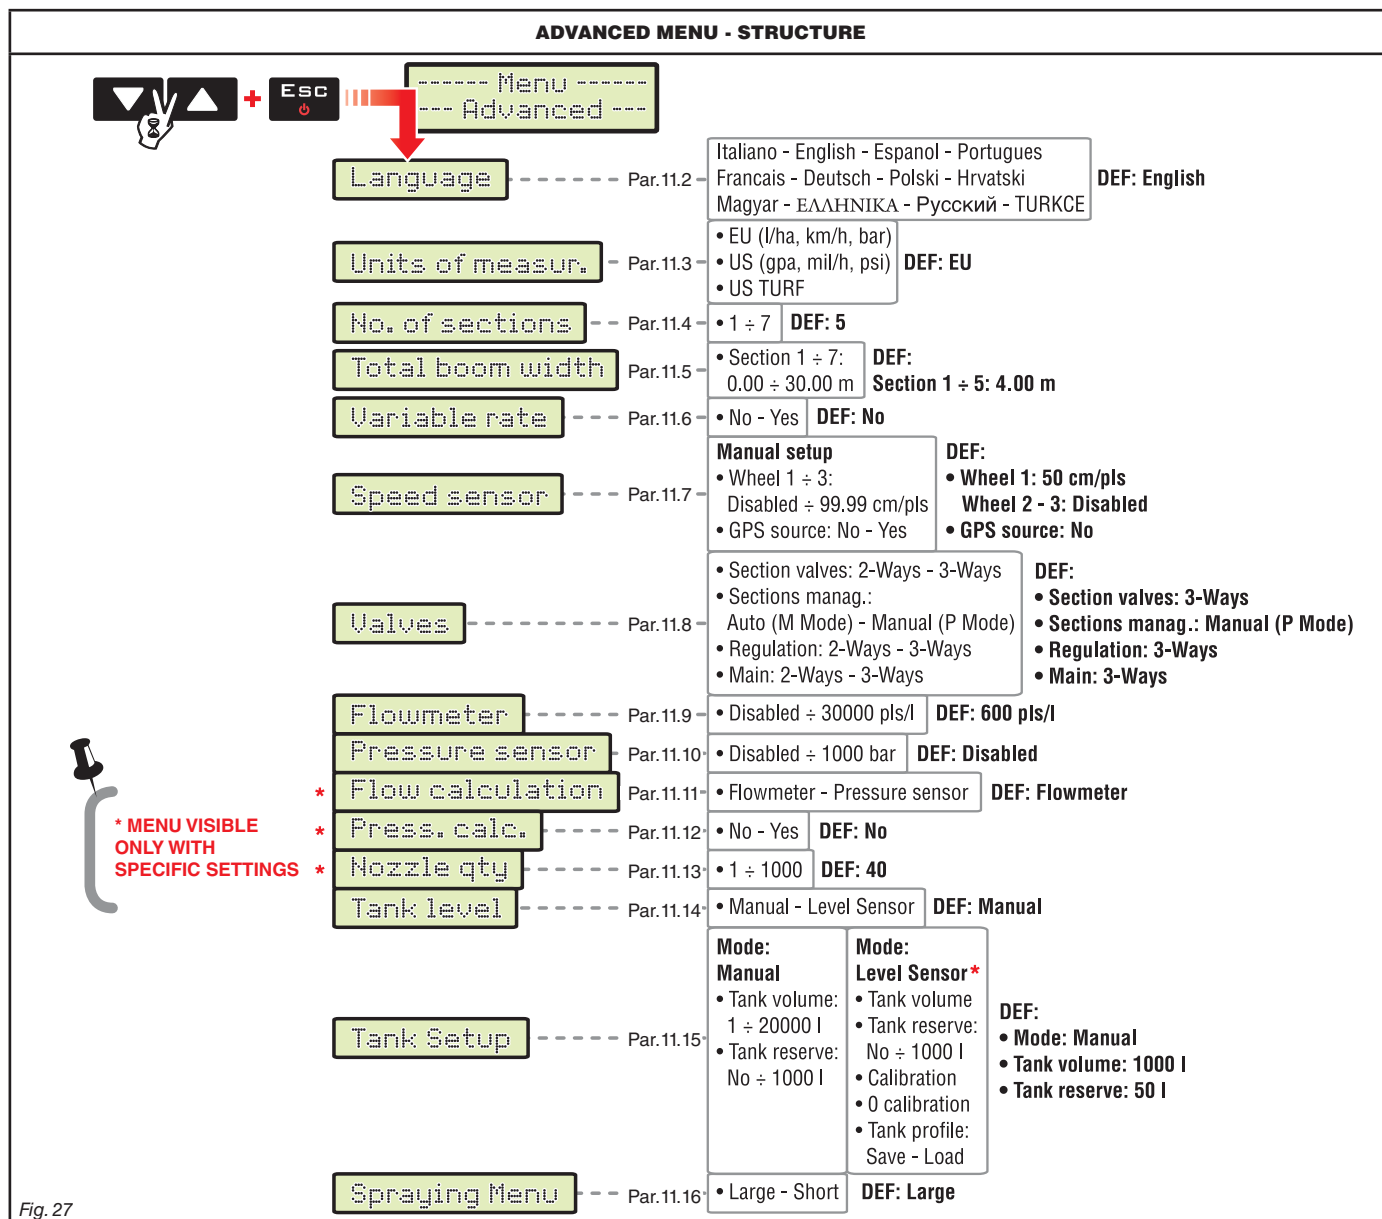 ADVANCED MENU - STRUCTURE
+ Esc
------ Menu ------
--- Advanced ---
Language
Par.11.2
Italiano - English - Espanol - Portugues
Francais - Deutsch - Polski - Hrvatski
Magyar - ΕΛΛΗΝΙΚΑ - Русский - TURKCE
DEF: English
Units of measur.
Par.11.3
• EU (l/ha, km/h, bar)
• US (gpa, mil/h, psi)
• US TURF
DEF: EU
No. of sections
Par.11.4
• 1 ÷ 7
DEF: 5
Total boom width
Par.11.5
• Section 1 ÷ 7:
0.00 ÷ 30.00 m
DEF:
Section 1 ÷ 5: 4.00 m
Variable rate
Par.11.6
• No - Yes
DEF: No
Speed sensor
Par.11.7
Manual setup
• Wheel 1 ÷ 3:
Disabled ÷ 99.99 cm/pls
• GPS source: No - Yes
DEF:
• Wheel 1: 50 cm/pls
Wheel 2 - 3: Disabled
• GPS source: No
Valves
Par.11.8
• Section valves: 2-Ways - 3-Ways
• Sections manag.:
Auto (M Mode) - Manual (P Mode)
• Regulation: 2-Ways - 3-Ways
• Main: 2-Ways - 3-Ways
DEF:
• Section valves: 3-Ways
• Sections manag.: Manual (P Mode)
• Regulation: 3-Ways
• Main: 3-Ways
Flowmeter
Par.11.9
• Disabled ÷ 30000 pls/l
DEF: 600 pls/l
Pressure sensor
Par.11.10
• Disabled ÷ 1000 bar
DEF: Disabled
* MENU VISIBLE
ONLY WITH
SPECIFIC SETTINGS
* Flow calculation
Par.11.11
• Flowmeter - Pressure sensor
DEF: Flowmeter
* Press. calc.
Par.11.12
• No - Yes
DEF: No
* Nozzle qty
Par.11.13
• 1 ÷ 1000
DEF: 40
Tank level
Par.11.14
• Manual - Level Sensor
DEF: Manual
Tank Setup
Par.11.15
Mode:
Manual
• Tank volume:
1 ÷ 20000 l
• Tank reserve:
No ÷ 1000 l
Mode:
Level Sensor*
• Tank volume
• Tank reserve:
No ÷ 1000 l
• Calibration
• 0 calibration
• Tank profile:
Save - Load
DEF:
• Mode: Manual
• Tank volume: 1000 l
• Tank reserve: 50 l
Spraying Menu
Par.11.16
• Large - Short
DEF: Large
Fig. 27